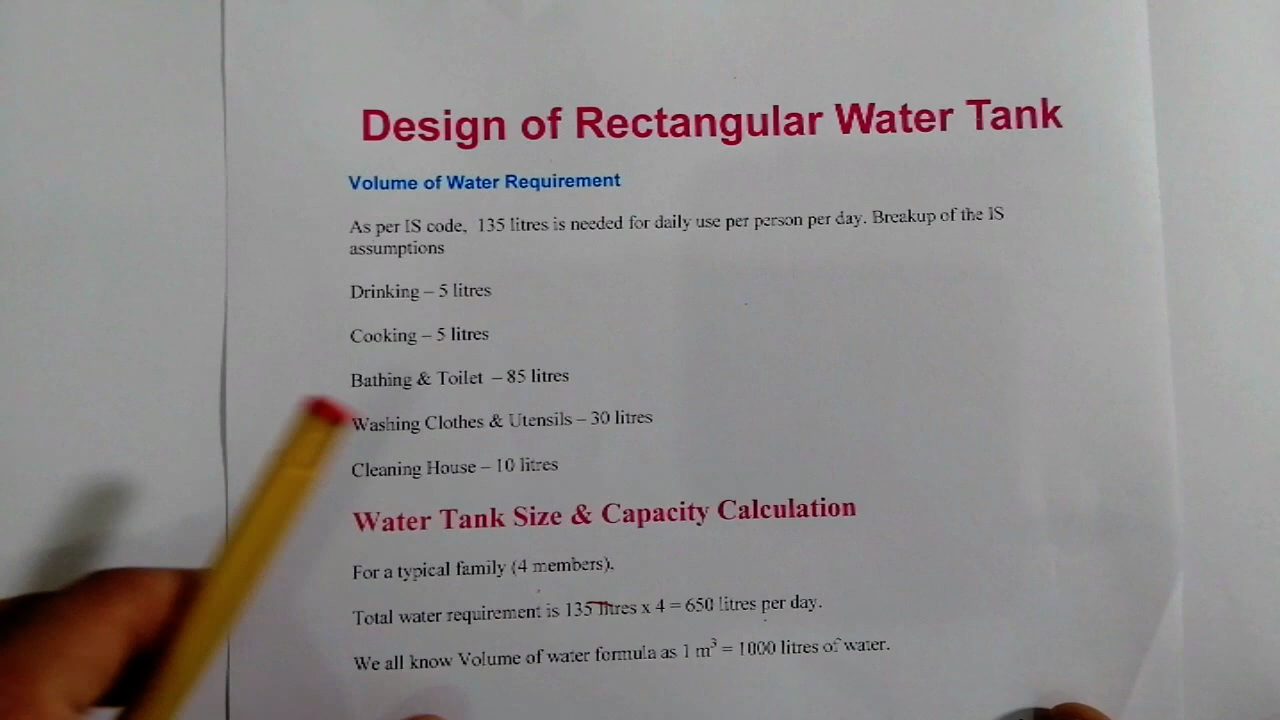 Design of Rectangular Water Tank
Volume of Water Requirement
As per IS code, 135 litres is needed for daily use per person per day. Breakup of the IS
assumptions
Drinking – 5 litres
Cooking – 5 litres
Bathing & Toilet – 85 litres
Washing Clothes & Utensils – 30 litres
Cleaning House – 10 litres
Water Tank Size & Capacity Calculation
For a typical family (4 members),
Total water requirement is 135 litres x 4 = 650 litres per day.
We all know Volume of water formula as 1 m³ = 1000 litres of water.